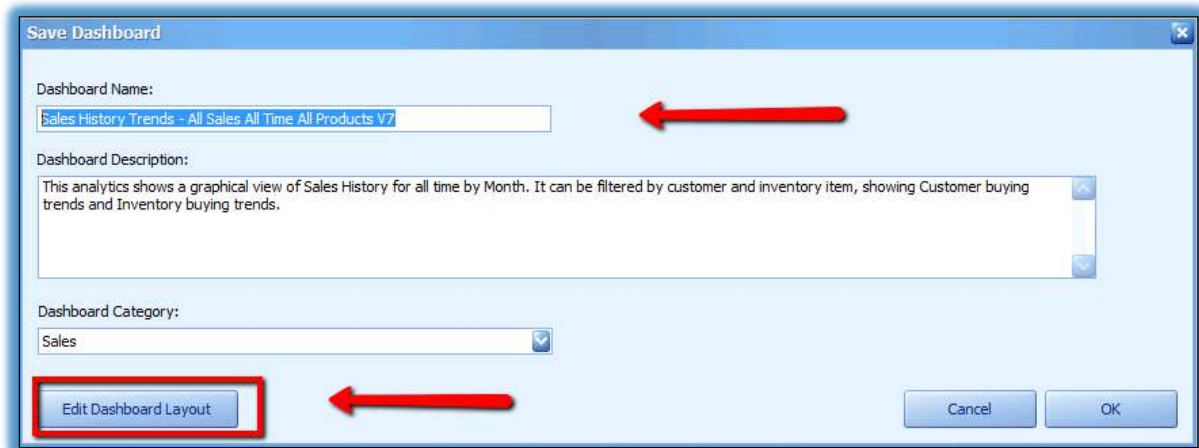 Save Dashboard
Dashboard Name:
Sales History Trends - All Sales All Time All Products V7
Dashboard Description:
This analytics shows a graphical view of Sales History for all time by Month. It can be filtered by customer and inventory item, showing Customer buying
trends and Inventory buying trends.
Dashboard Category:
Sales
Edit Dashboard Layout
Cancel
OK